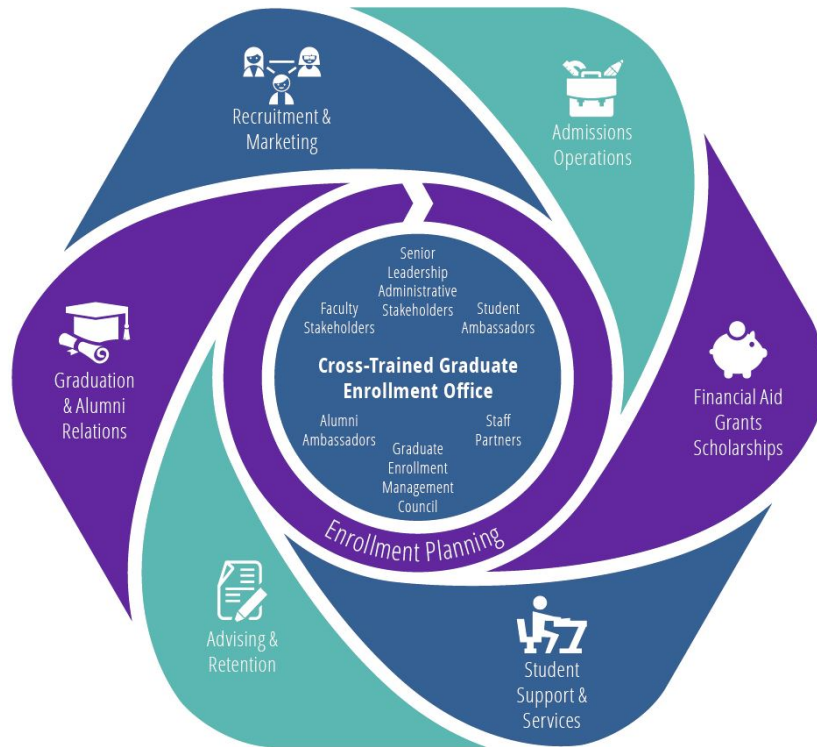 Recruitment &
Marketing
Admissions
Operations
Financial Aid
Grants
Scholarships
Student
Support &
Services
Advising &
Retention
Graduation
& Alumni
Relations
Senior
Leadership
Administrative
Stakeholders
Faculty
Stakeholders
Student
Ambassadors
Cross-Trained Graduate
Enrollment Office
Alumni
Ambassadors
Staff
Partners
Graduate
Enrollment
Management
Council
Enrollment Planning